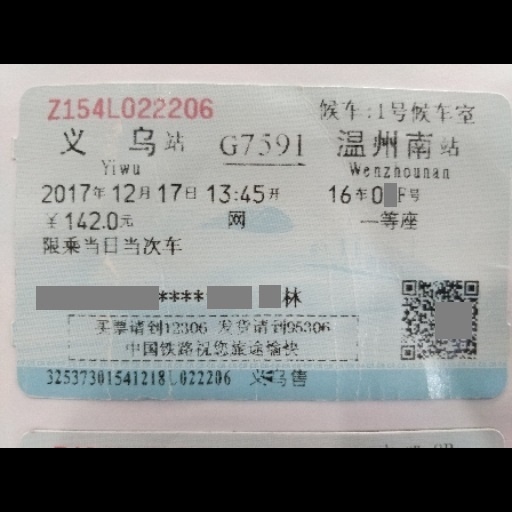 Z154L022206 候车:1号候车室
义乌站 G7591 温州南站
Yiwu Wenzhounan
2017年12月17日13:45开 16车0 F号
￥142.0元 网 一等座
限乘当日当次车
**** 林
买票请到12306 发货请到95306
中国铁路祝您旅途愉快
32537301541218L022206 义乌售